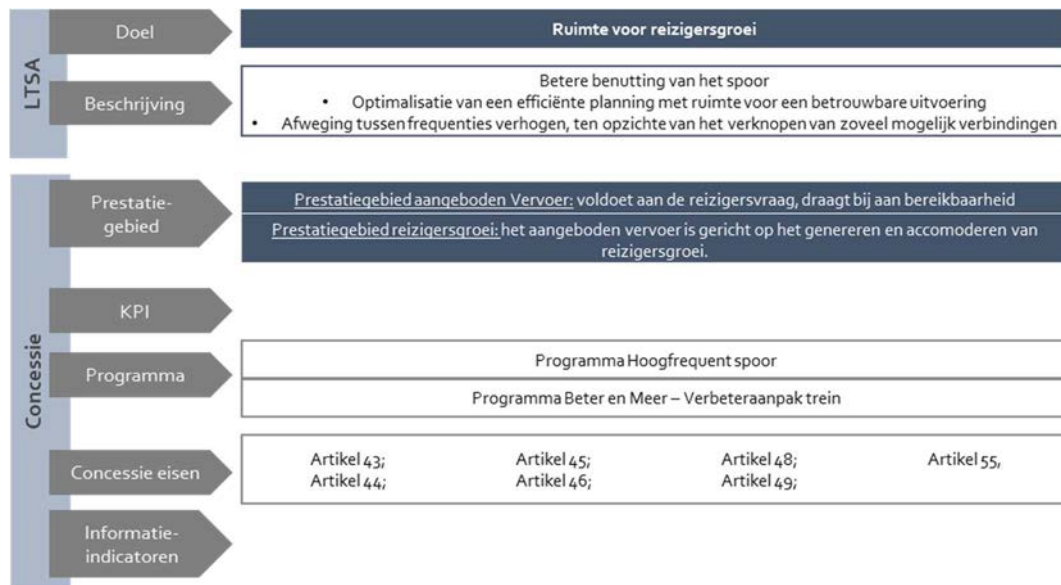 LTSA
Doel
Ruimte voor reizigersgroei
Beschrijving
Betere benutting van het spoor
• Optimalisatie van een efficiënte planning met ruimte voor een betrouwbare uitvoering
• Afweging tussen frequenties verhogen, ten opzichte van het verknopen van zoveel mogelijk verbindingen
Concessie
Prestatie-
gebied
Prestatiegebied aangeboden Vervoer: voldoet aan de reizigersvraag, draagt bij aan bereikbaarheid
Prestatiegebied reizigersgroei: het aangeboden vervoer is gericht op het genereren en accomoderen van
reizigersgroei.
KPI
Programma
Programma Hoogfrequent spoor
Programma Beter en Meer – Verbeteraanpak trein
Concessie eisen
Artikel 43; Artikel 45; Artikel 48; Artikel 55,
Artikel 44; Artikel 46; Artikel 49;
Informatie-
indicatoren